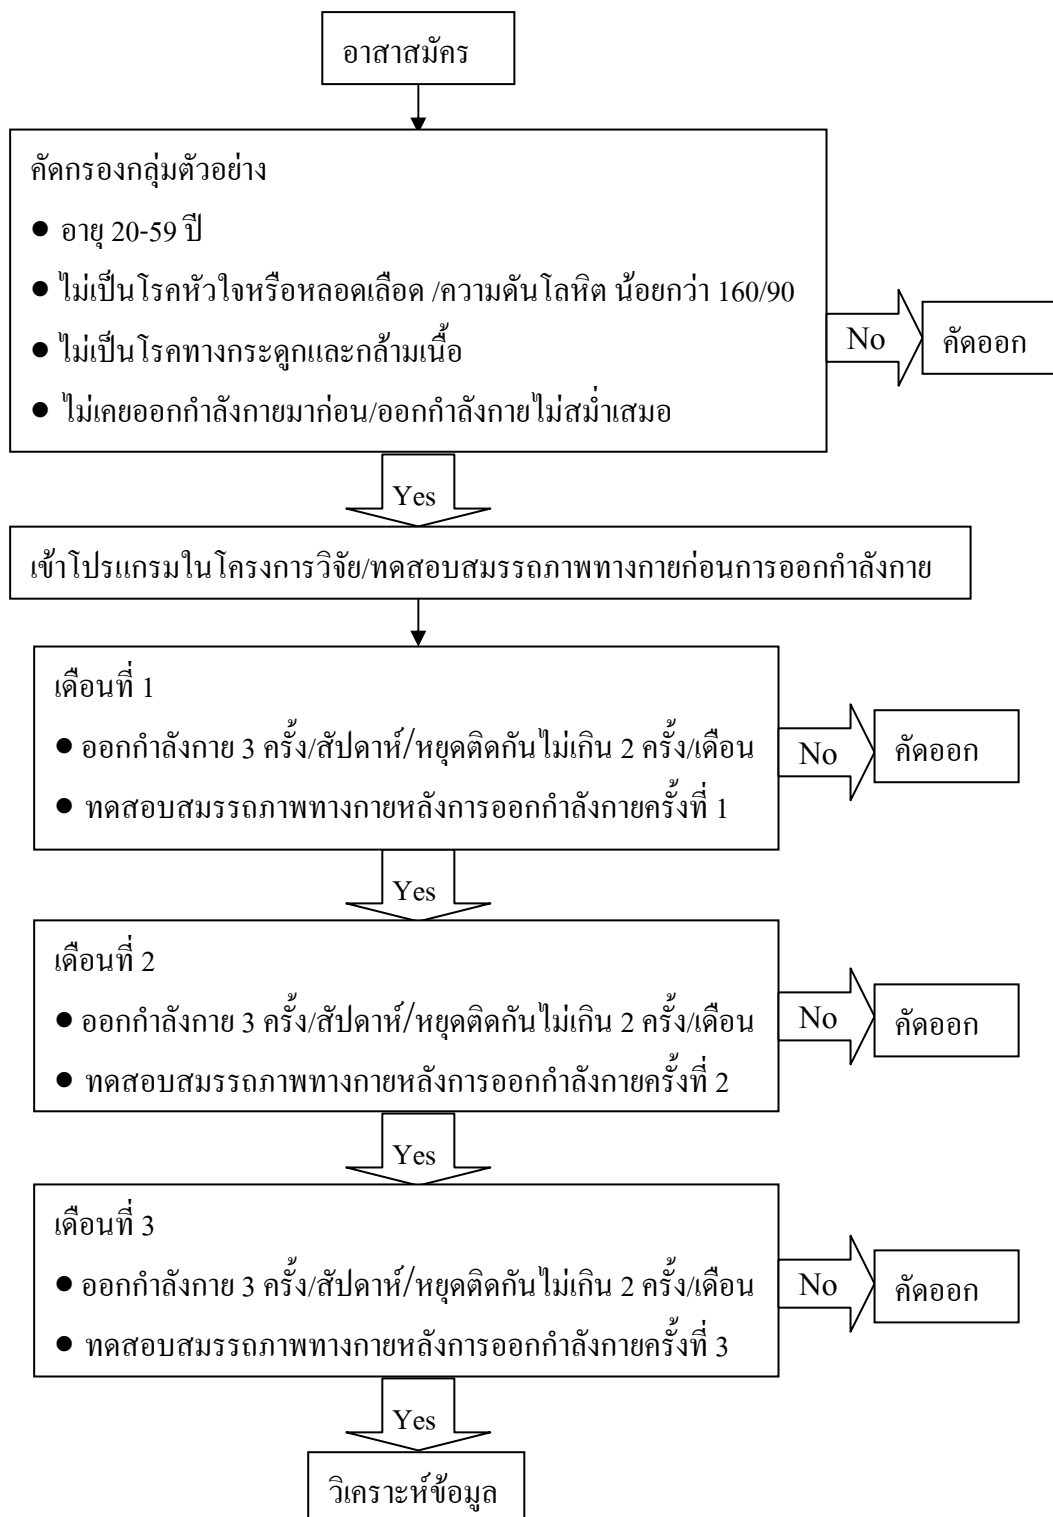 อาสาสมัคร
คัดกรองกลุ่มตัวอย่าง
● อายุ 20-59 ปี
● ไม่เป็นโรคหัวใจหรือหลอดเลือด /ความดันโลหิต น้อยกว่า 160/90
● ไม่เป็นโรคทางกระดูกและกล้ามเนื้อ
● ไม่เคยออกกำลังกายมาก่อน/ออกกำลังกายไม่สม่ำเสมอ
No
คัดออก
Yes
เข้าโปรแกรมในโครงการวิจัย/ทดสอบสมรรถภาพทางกายก่อนการออกกำลังกาย
เดือนที่ 1
● ออกกำลังกาย 3 ครั้ง/สัปดาห์/หยุดติดกันไม่เกิน 2 ครั้ง/เดือน
● ทดสอบสมรรถภาพทางกายหลังการออกกำลังกายครั้งที่ 1
No
คัดออก
Yes
เดือนที่ 2
● ออกกำลังกาย 3 ครั้ง/สัปดาห์/หยุดติดกันไม่เกิน 2 ครั้ง/เดือน
● ทดสอบสมรรถภาพทางกายหลังการออกกำลังกายครั้งที่ 2
No
คัดออก
Yes
เดือนที่ 3
● ออกกำลังกาย 3 ครั้ง/สัปดาห์/หยุดติดกันไม่เกิน 2 ครั้ง/เดือน
● ทดสอบสมรรถภาพทางกายหลังการออกกำลังกายครั้งที่ 3
No
คัดออก
Yes
วิเคราะห์ข้อมูล